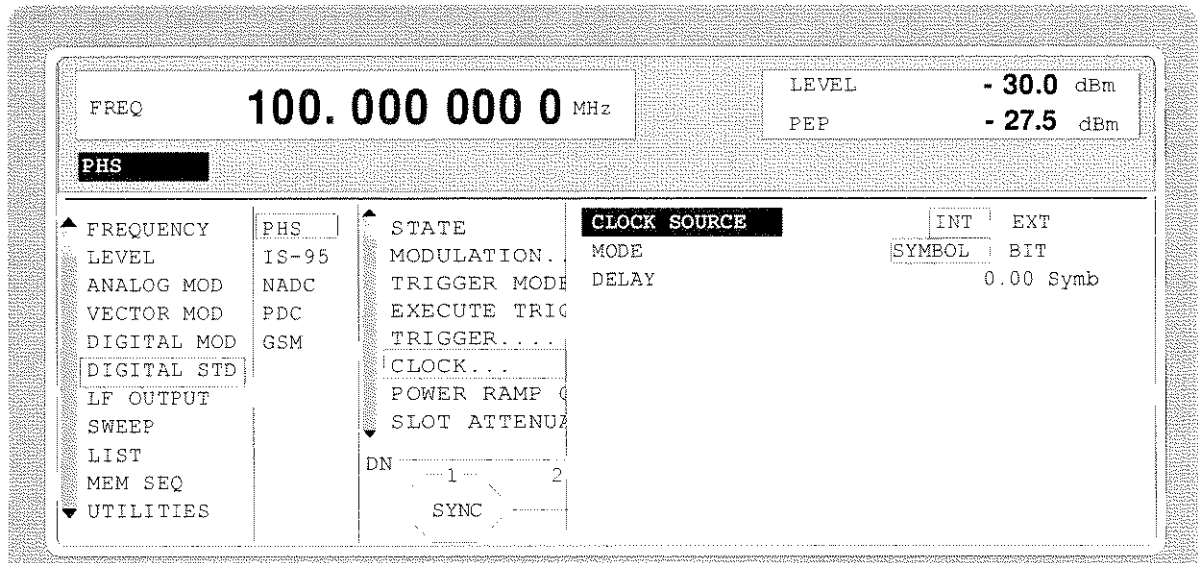 FREQ 100. 000 000 0 MHz
LEVEL - 30.0 dBm
PEP - 27.5 dBm
PHS
FREQUENCY
LEVEL
ANALOG MOD
VECTOR MOD
DIGITAL MOD
DIGITAL STD
LF OUTPUT
SWEEP
LIST
MEM SEQ
UTILITIES
PHS
IS-95
NADC
PDC
GSM
STATE
MODULATION..
TRIGGER MODE
EXECUTE TRIG
TRIGGER....
CLOCK...
POWER RAMP
SLOT ATTENUA
DN 1 2
SYNC
CLOCK SOURCE INT EXT
MODE SYMBOL BIT
DELAY 0.00 Symb